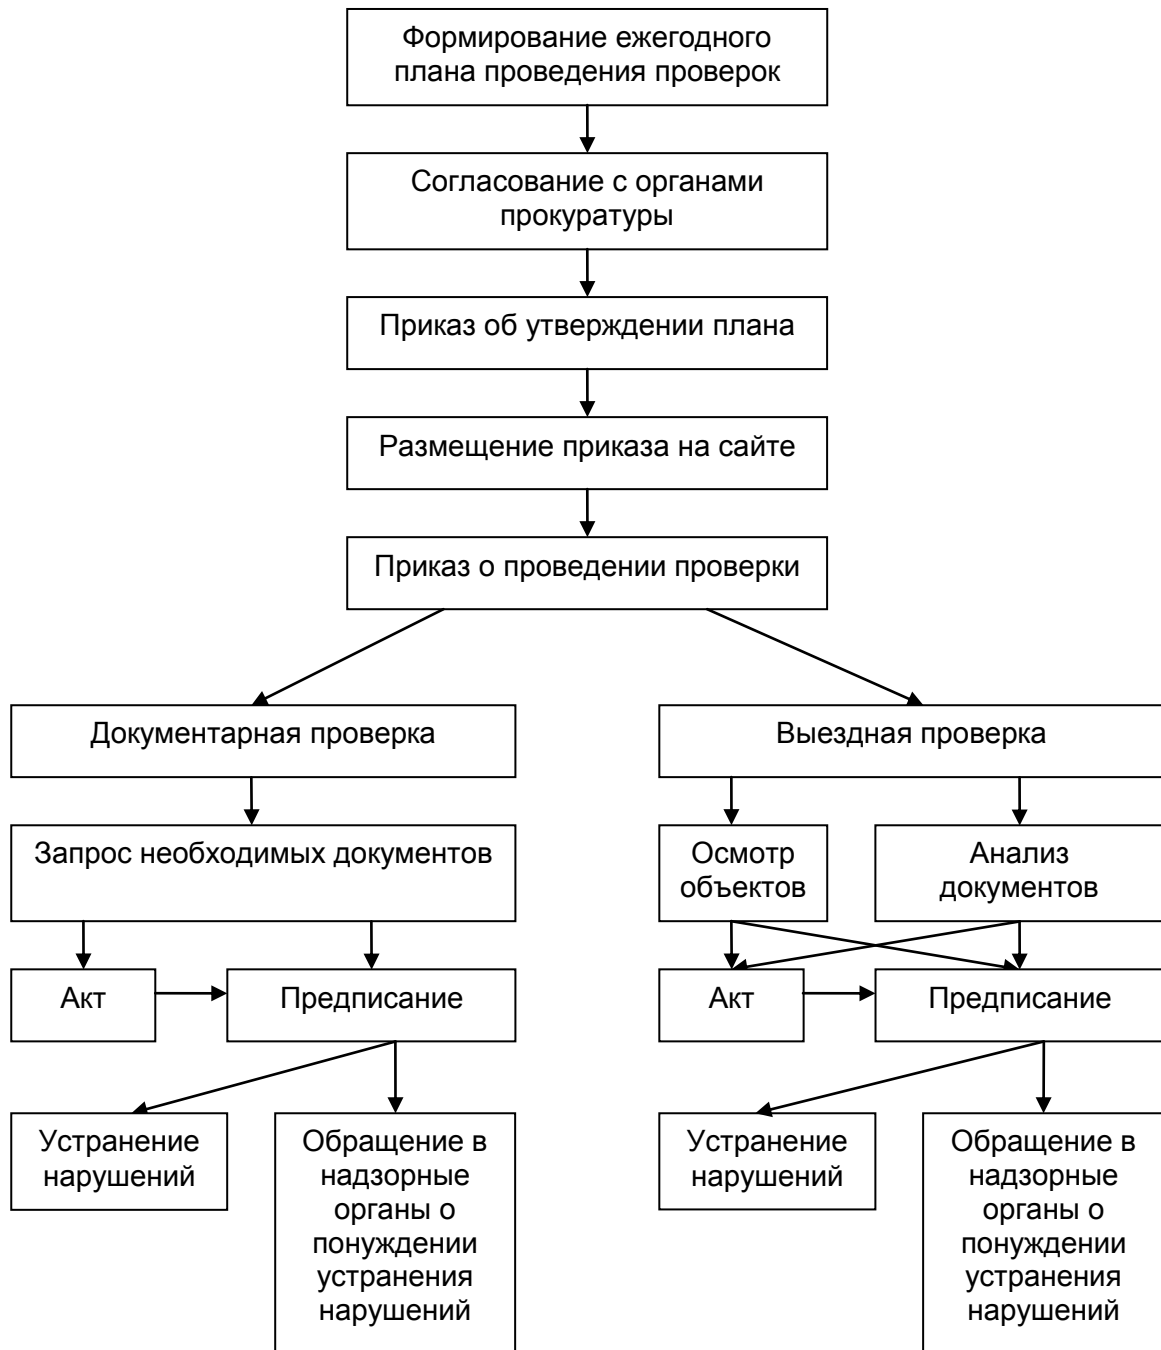 Формирование ежегодного
плана проведения проверок
Согласование с органами
прокуратуры
Приказ об утверждении плана
Размещение приказа на сайте
Приказ о проведении проверки
Документарная проверка
Выездная проверка
Запрос необходимых документов
Осмотр
объектов
Анализ
документов
Акт
Предписание
Акт
Предписание
Устранение
нарушений
Обращение в
надзорные
органы о
понуждении
устранения
нарушений
Устранение
нарушений
Обращение в
надзорные
органы о
понуждении
устранения
нарушений